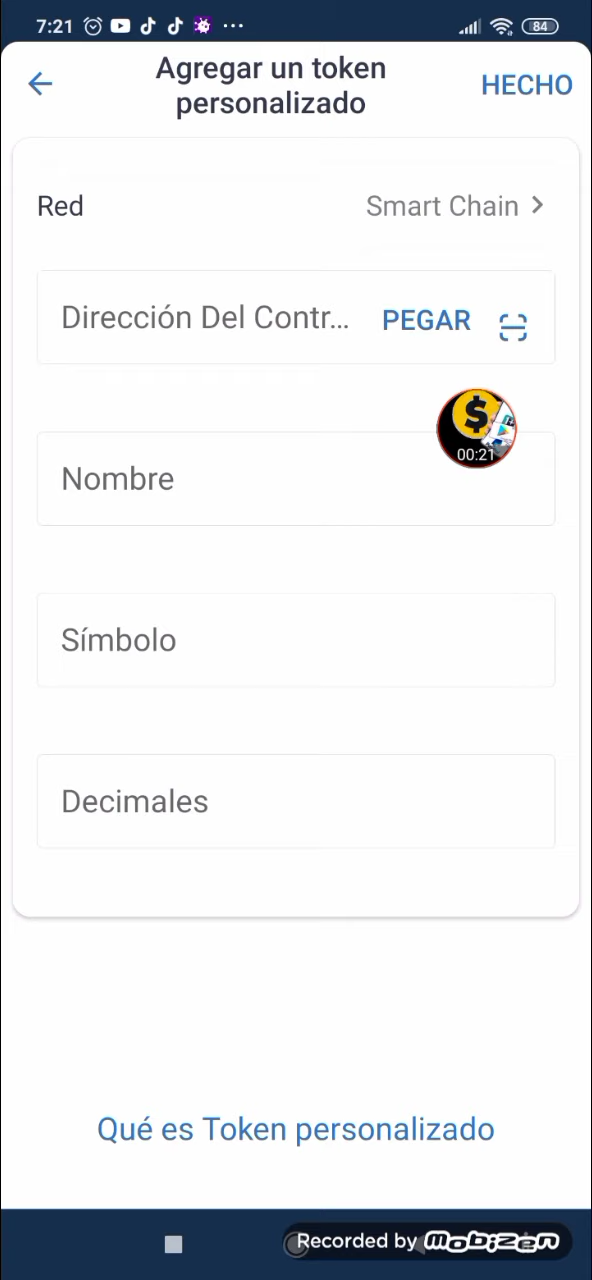 7:21
84
Agregar un token
personalizado
HECHO
Red
Smart Chain
Dirección Del Contr...
PEGAR
00:21
Nombre
Símbolo
Decimales
Qué es Token personalizado
Recorded by mobizen